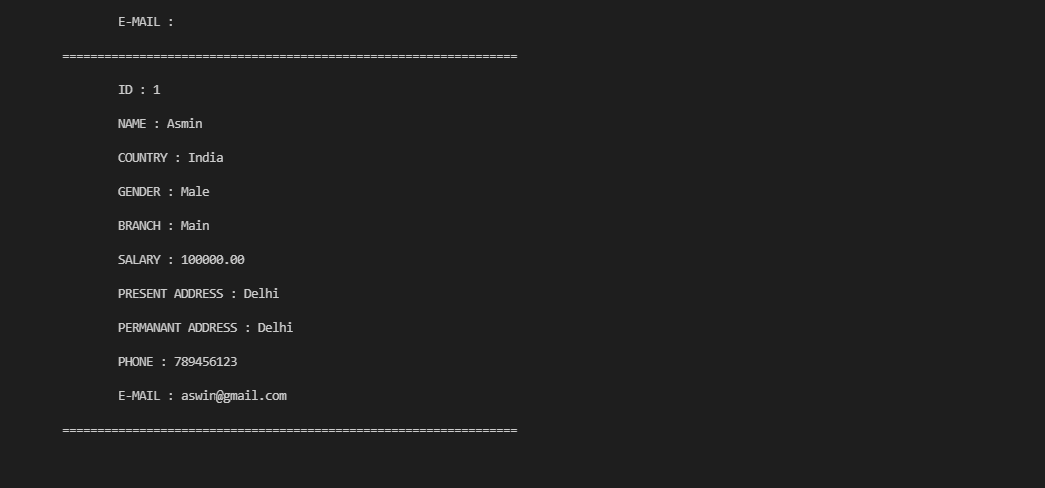 E-MAIL :
=================================================================
ID : 1
NAME : Asmin
COUNTRY : India
GENDER : Male
BRANCH : Main
SALARY : 100000.00
PRESENT ADDRESS : Delhi
PERMANANT ADDRESS : Delhi
PHONE : 789456123
E-MAIL : aswin@gmail.com
=================================================================